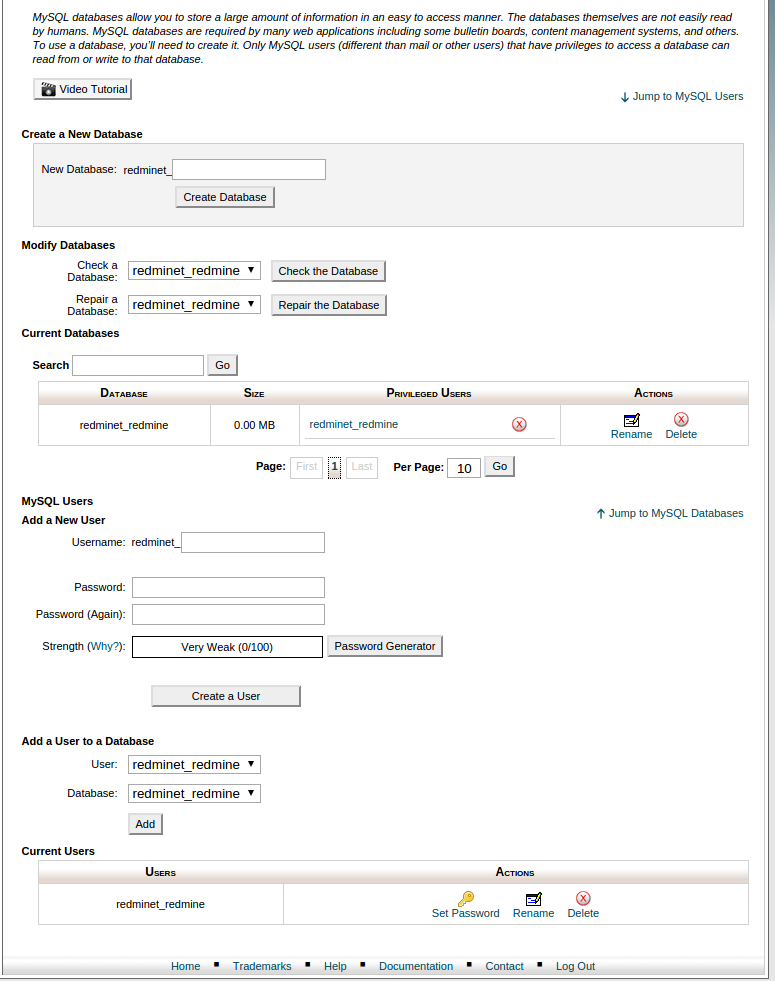 MySQL databases allow you to store a large amount of information in an easy to access manner. The databases themselves are not easily read
by humans. MySQL databases are required by many web applications including some bulletin boards, content management systems, and others.
To use a database, you'll need to create it. Only MySQL users (different than mail or other users) that have privileges to access a database can
read from or write to that database.
Video Tutorial
↓ Jump to MySQL Users
Create a New Database
New Database: redminet_
Create Database
Modify Databases
Check a
Database: redminet_redmine ▼ Check the Database
Repair a
Database: redminet_redmine ▼ Repair the Database
Current Databases
Search Go
DATABASE SIZE PRIVILEGED USERS ACTIONS
redminet_redmine 0.00 MB redminet_redmine X Rename X Delete
Page: First 1 Last Per Page: 10 Go
MySQL Users
↑ Jump to MySQL Databases
Add a New User
Username: redminet_
Password:
Password (Again):
Strength (Why?): Very Weak (0/100) Password Generator
Create a User
Add a User to a Database
User: redminet_redmine ▼
Database: redminet_redmine ▼
Add
Current Users
USERS ACTIONS
redminet_redmine Set Password Rename X Delete
Home ■ Trademarks ■ Help ■ Documentation ■ Contact ■ Log Out